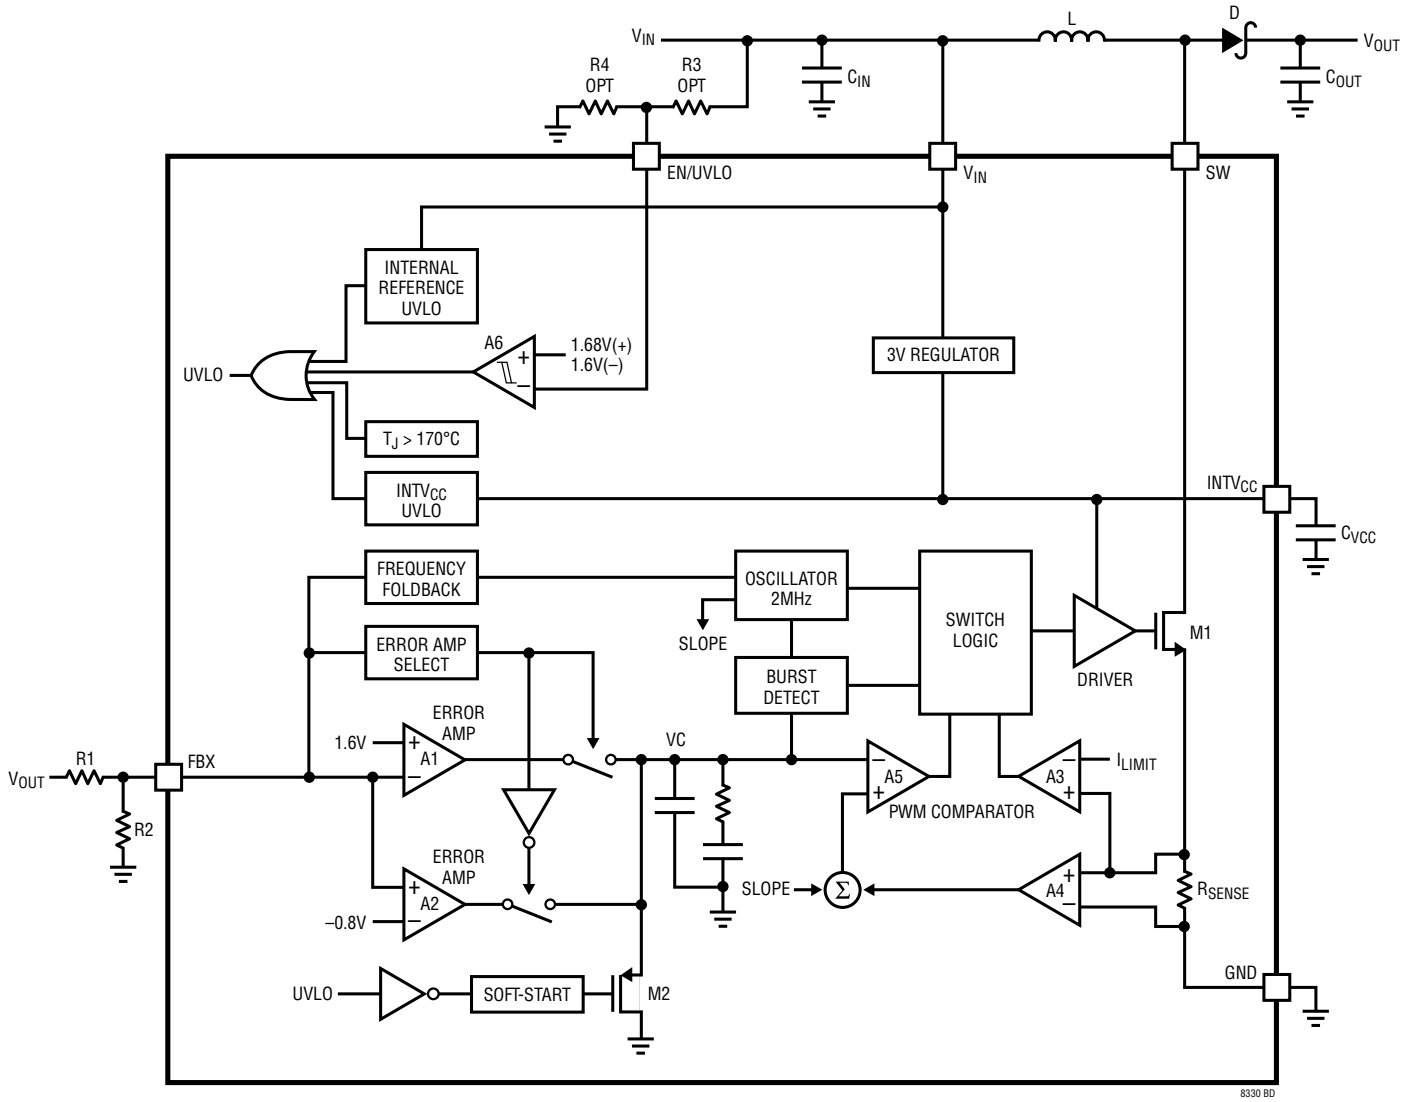 L
D
VIN
VOUT
R4
OPT
R3
OPT
CIN
COUT
EN/UVLO
VIN
SW
INTERNAL
REFERENCE
UVLO
A6
+
−
1.68V(+)
1.6V(–)
3V REGULATOR
UVLO
TJ > 170°C
INTVCC
UVLO
INTVCC
CVCC
FREQUENCY
FOLDBACK
OSCILLATOR
2MHz
SLOPE
SWITCH
LOGIC
M1
DRIVER
ERROR AMP
SELECT
BURST
DETECT
ERROR
AMP
1.6V
+
−
A1
VC
−
+
A5
PWM COMPARATOR
−
+
A3
ILIMIT
R1
VOUT
FBX
R2
ERROR
AMP
+
−
A2
–0.8V
SLOPE
Σ
+
−
A4
RSENSE
UVLO
SOFT-START
M2
GND
8330 BD